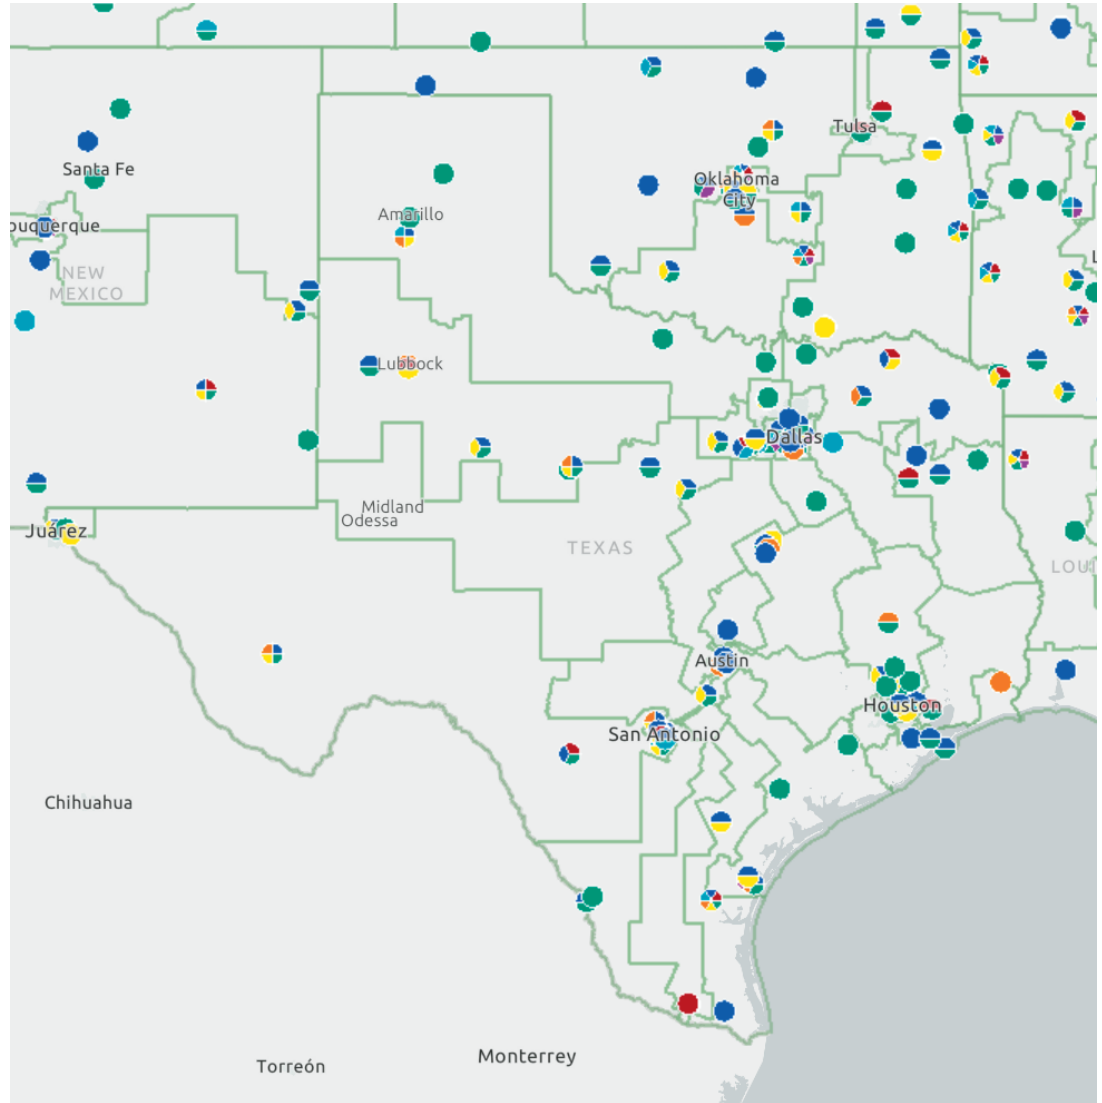 Tulsa
Santa Fe
Oklahoma
City
Amarillo
buquerque
NEW
MEXICO
Lubbock
Dallas
Midland
Odessa
Juárez
TEXAS
LOU
Austin
Houston
San Antonio
Chihuahua
Monterrey
Torreón